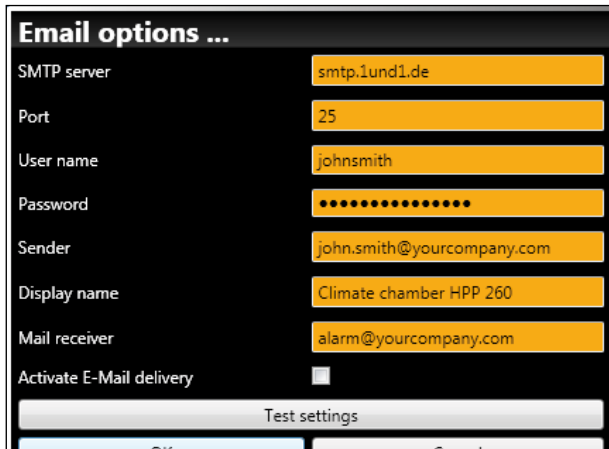 Email options ...
SMTP server smtp.1und1.de
Port 25
User name johnsmith
Password ●●●●●●●●●●●●●●●
Sender john.smith@yourcompany.com
Display name Climate chamber HPP 260
Mail receiver alarm@yourcompany.com
Activate E-Mail delivery
Test settings